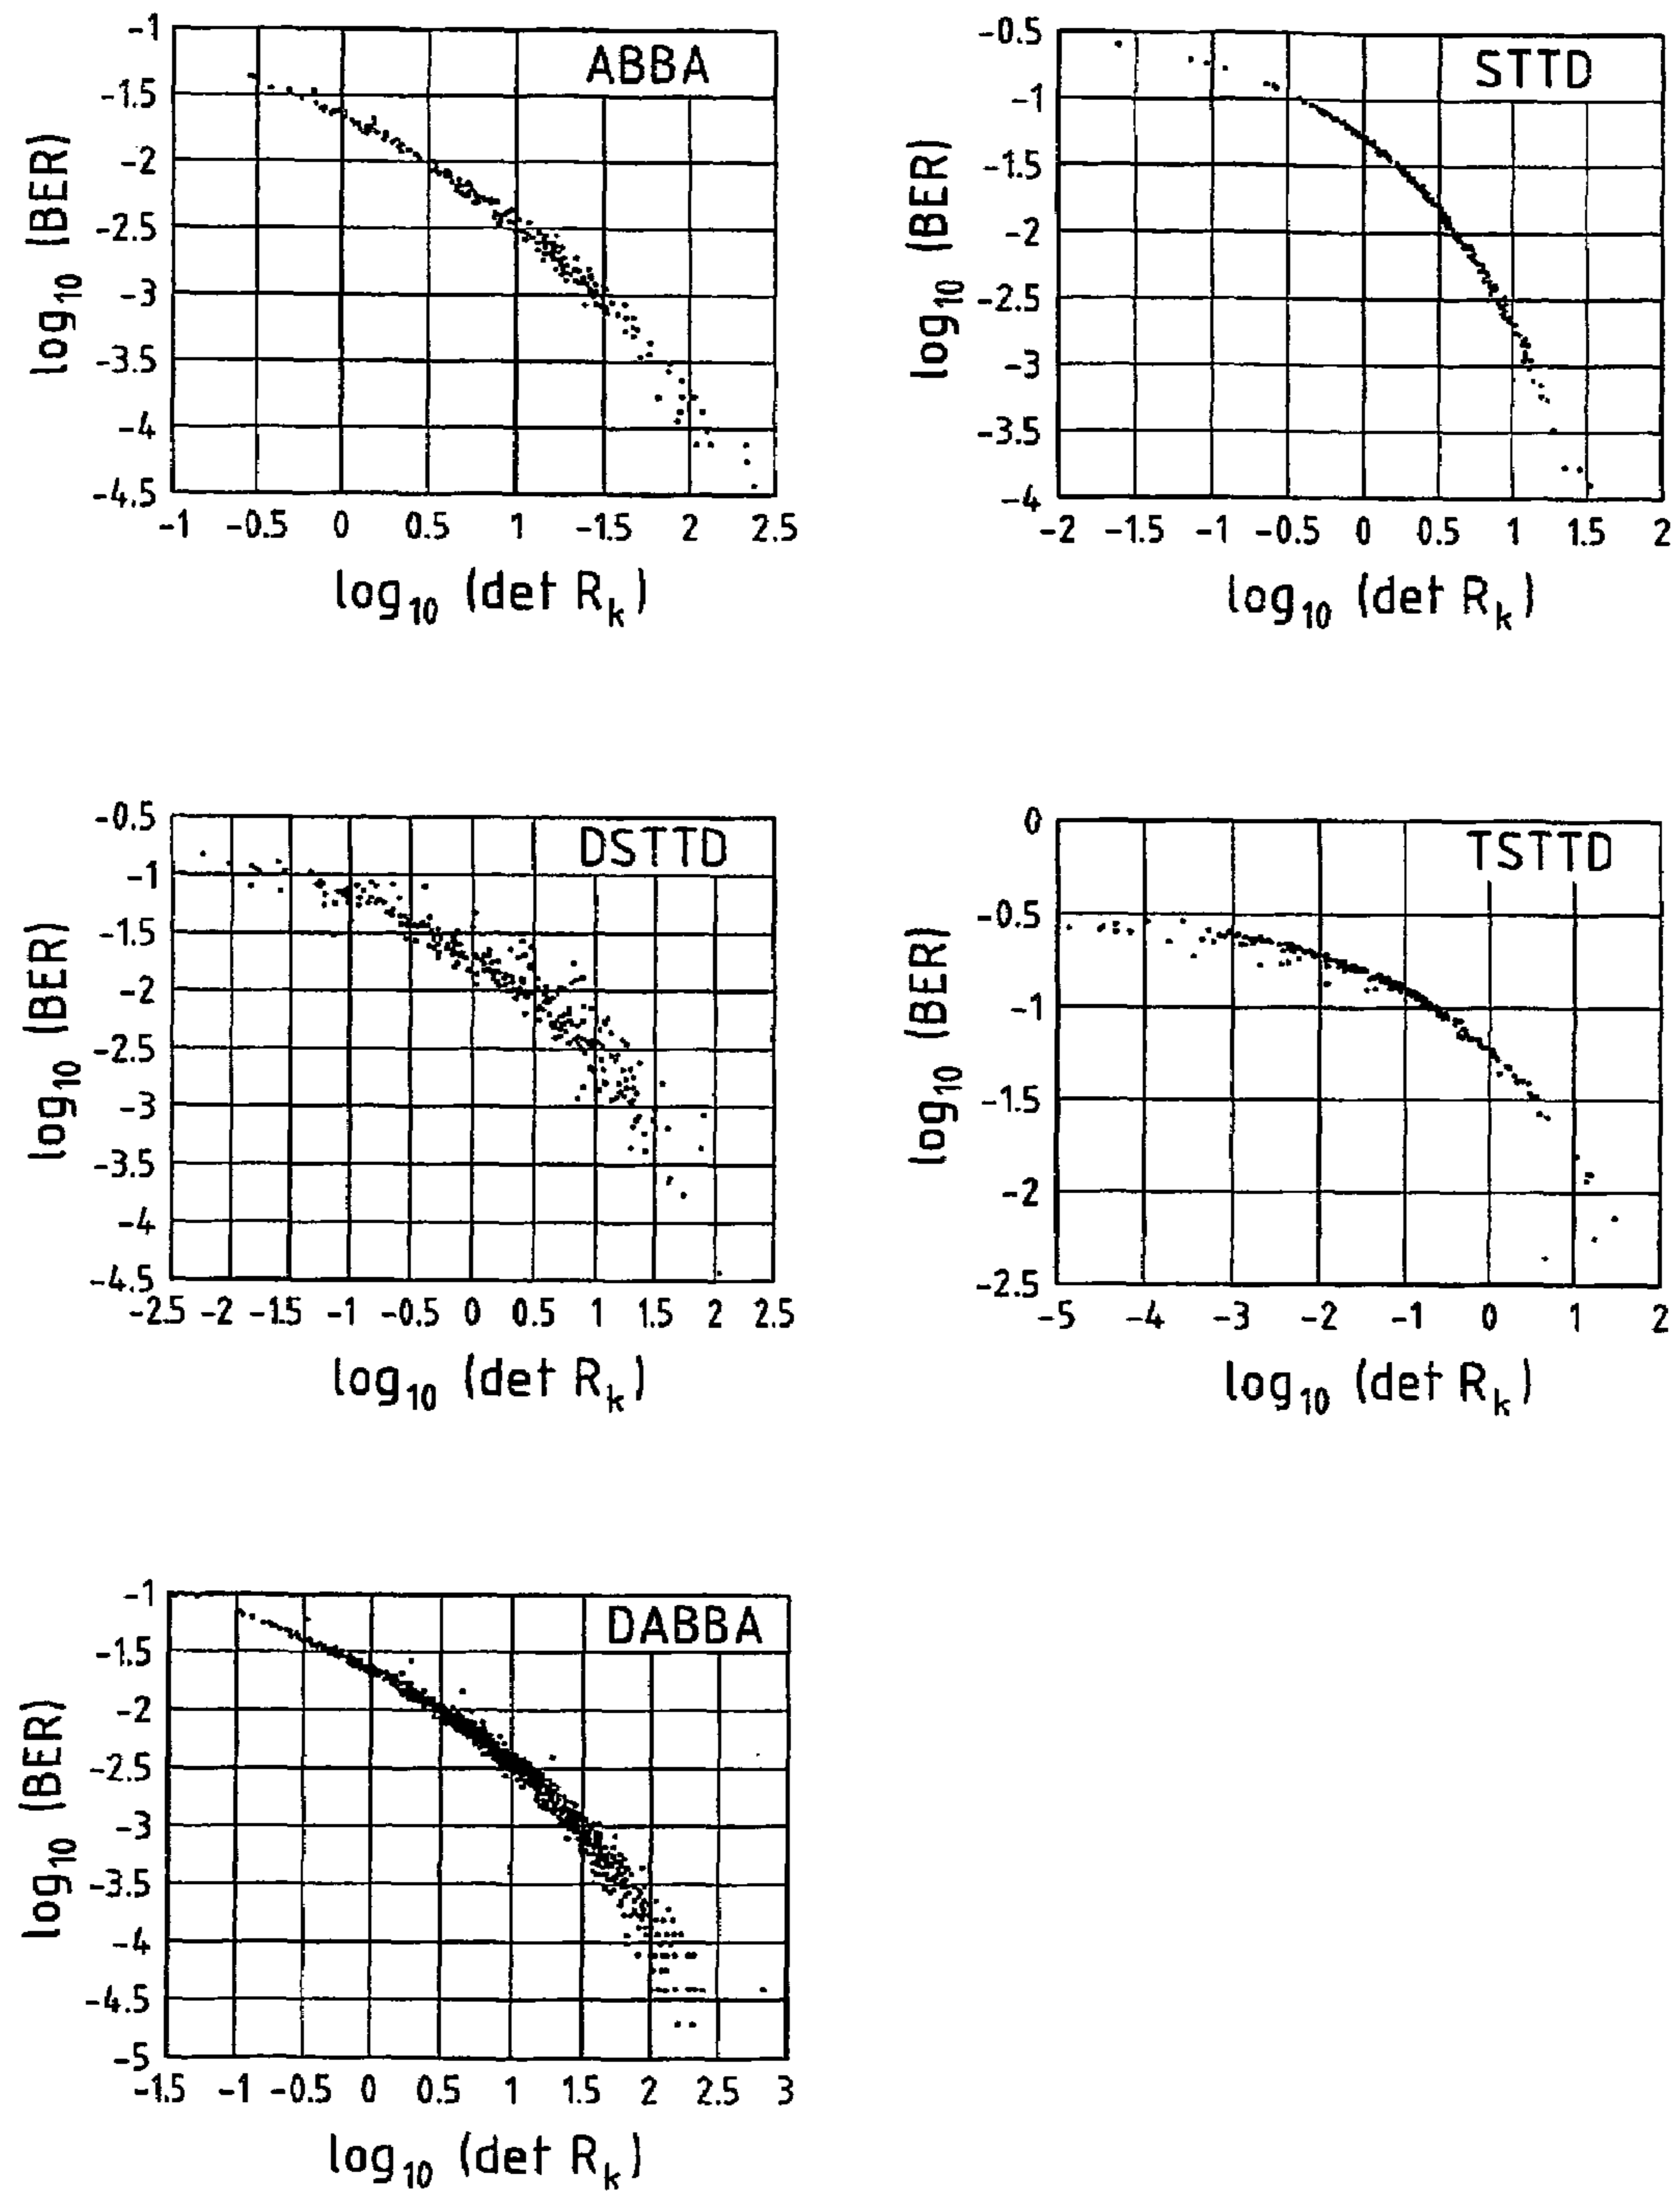 ABBA
-1
-1.5
-2
-2.5
-3
-3.5
-4
-4.5
log10 (BER)
-1 -0.5 0 0.5 1 -1.5 2 2.5
log10 (det Rk)
STTD
-0.5
-1
-1.5
-2
-2.5
-3
-3.5
-4
log10 (BER)
-2 -1.5 -1 -0.5 0 0.5 1 1.5 2
log10 (det Rk)
DSTTD
-0.5
-1
-1.5
-2
-2.5
-3
-3.5
-4
-4.5
log10 (BER)
-2.5 -2 -1.5 -1 -0.5 0 0.5 1 1.5 2 2.5
log10 (det Rk)
TSTTD
0
-0.5
-1
-1.5
-2
-2.5
log10 (BER)
-5 -4 -3 -2 -1 0 1 2
log10 (det Rk)
DABBA
-1
-1.5
-2
-2.5
-3
-3.5
-4
-4.5
-5
log10 (BER)
-1.5 -1 -0.5 0 0.5 1 1.5 2 2.5 3
log10 (det Rk)